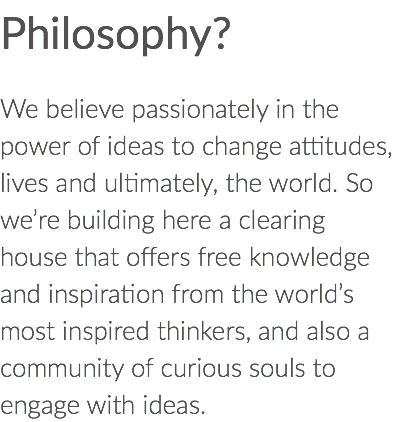 Philosophy?
We believe passionately in the
power of ideas to change attitudes,
lives and ultimately, the world. So
we’re building here a clearing
house that offers free knowledge
and inspiration from the world’s
most inspired thinkers, and also a
community of curious souls to
engage with ideas.